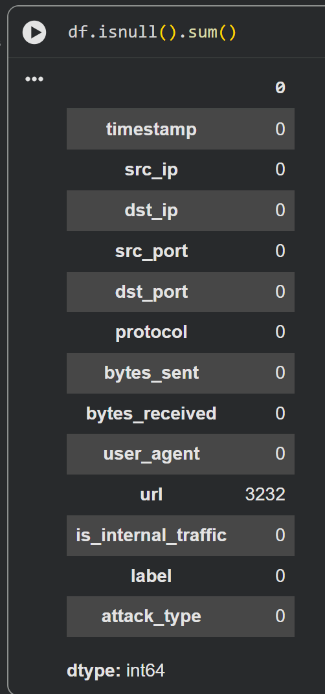 df.isnull().sum()
...
0
timestamp 0
src_ip 0
dst_ip 0
src_port 0
dst_port 0
protocol 0
bytes_sent 0
bytes_received 0
user_agent 0
url 3232
is_internal_traffic 0
label 0
attack_type 0
dtype: int64